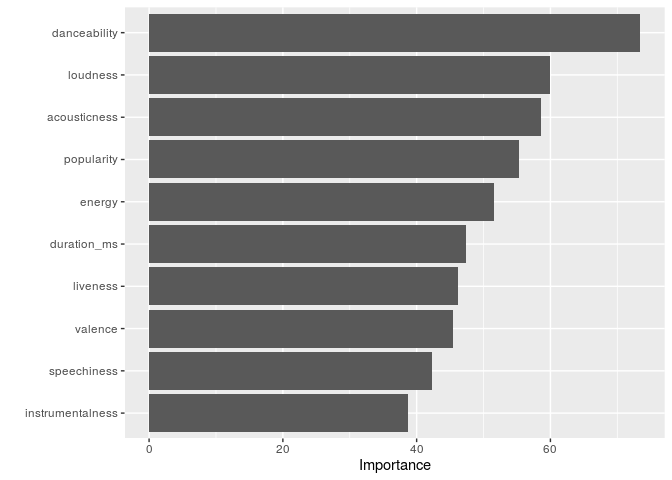 danceability
loudness
acousticness
popularity
energy
duration_ms
liveness
valence
speechiness
instrumentalness
0 20 40 60
Importance